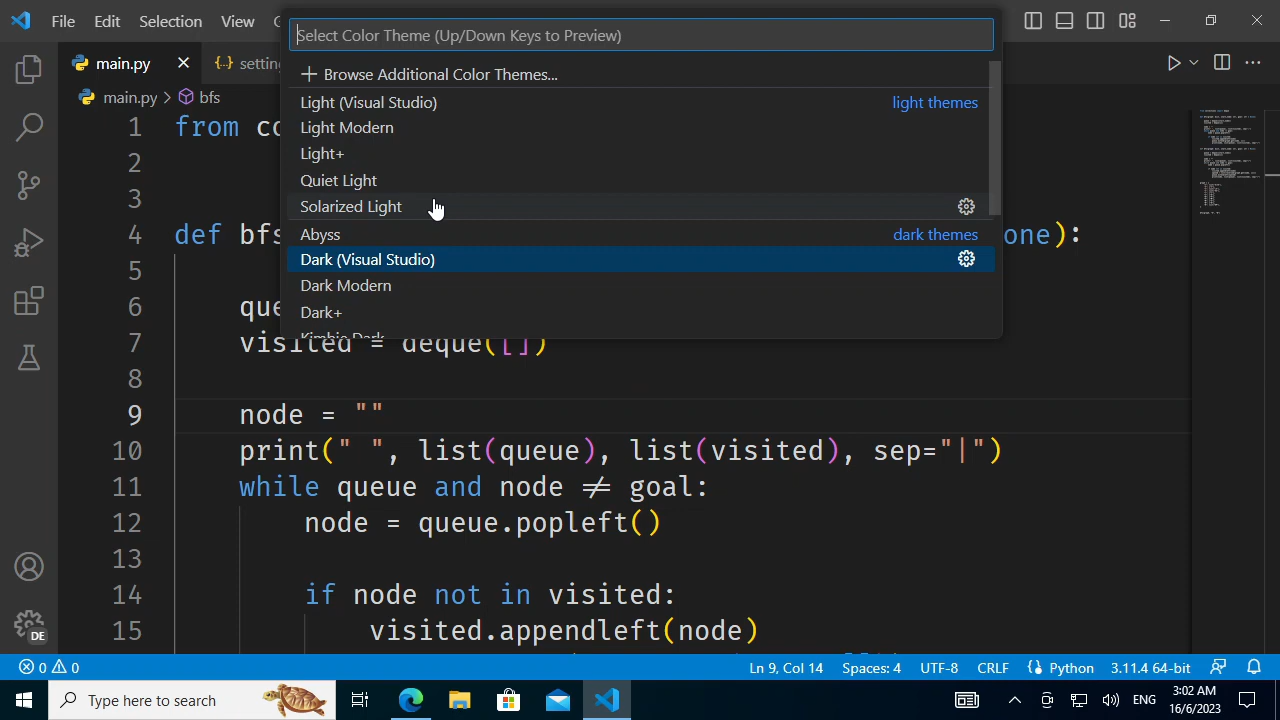 File Edit Selection View
Select Color Theme (Up/Down Keys to Preview)
main.py
Browse Additional Color Themes...
main.py > bfs
Light (Visual Studio) light themes
Light Modern
Light+
Quiet Light
Solarized Light
Abyss dark themes
Dark (Visual Studio)
Dark Modern
Dark+
Kimbie Dark
1 from
2
3
4 def bfs one):
5
6
7 visited = deque([])
8
9 node = ""
10 print(" ", list(queue), list(visited), sep="|")
11 while queue and node ≠ goal:
12 node = queue.popleft()
13
14 if node not in visited:
15 visited.appendleft(node)
DE
0 0 Ln 9, Col 14 Spaces: 4 UTF-8 CRLF Python 3.11.4 64-bit
Type here to search
ENG
3:02 AM
16/6/2023